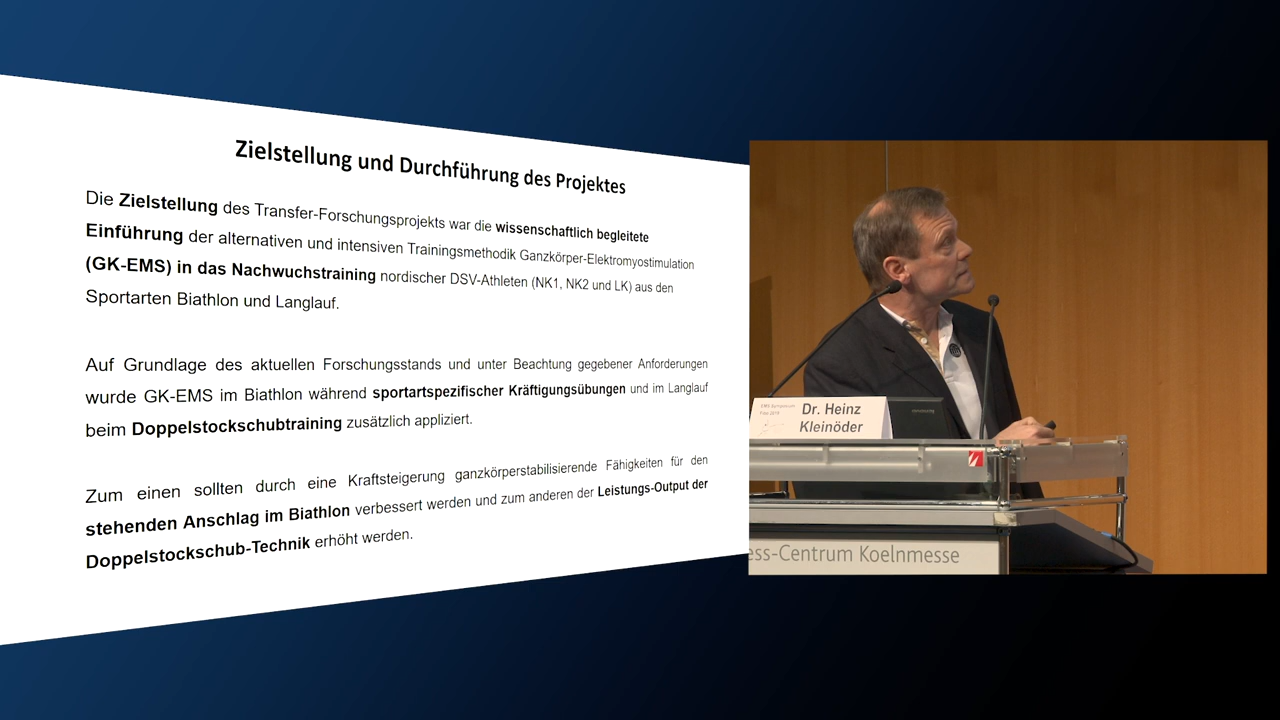 Zielstellung und Durchführung des Projektes
Die Zielstellung des Transfer-Forschungsprojekts war die wissenschaftlich begleitete
Einführung der alternativen und intensiven Trainingsmethodik Ganzkörper-Elektromyostimulation
(GK-EMS) in das Nachwuchstraining nordischer DSV-Athleten (NK1, NK2 und LK) aus den
Sportarten Biathlon und Langlauf.
Auf Grundlage des aktuellen Forschungsstands und unter Beachtung gegebener Anforderungen
wurde GK-EMS im Biathlon während sportartspezifischer Kräftigungsübungen und im Langlauf
beim Doppelstockschubtraining zusätzlich appliziert.
Zum einen sollten durch eine Kraftsteigerung ganzkörperstabilisierende Fähigkeiten für den
stehenden Anschlag im Biathlon verbessert werden und zum anderen der Leistungs-Output der
Doppelstockschub-Technik erhöht werden.
Dr. Heinz
Kleinöder
ess-Centrum Koelnmesse